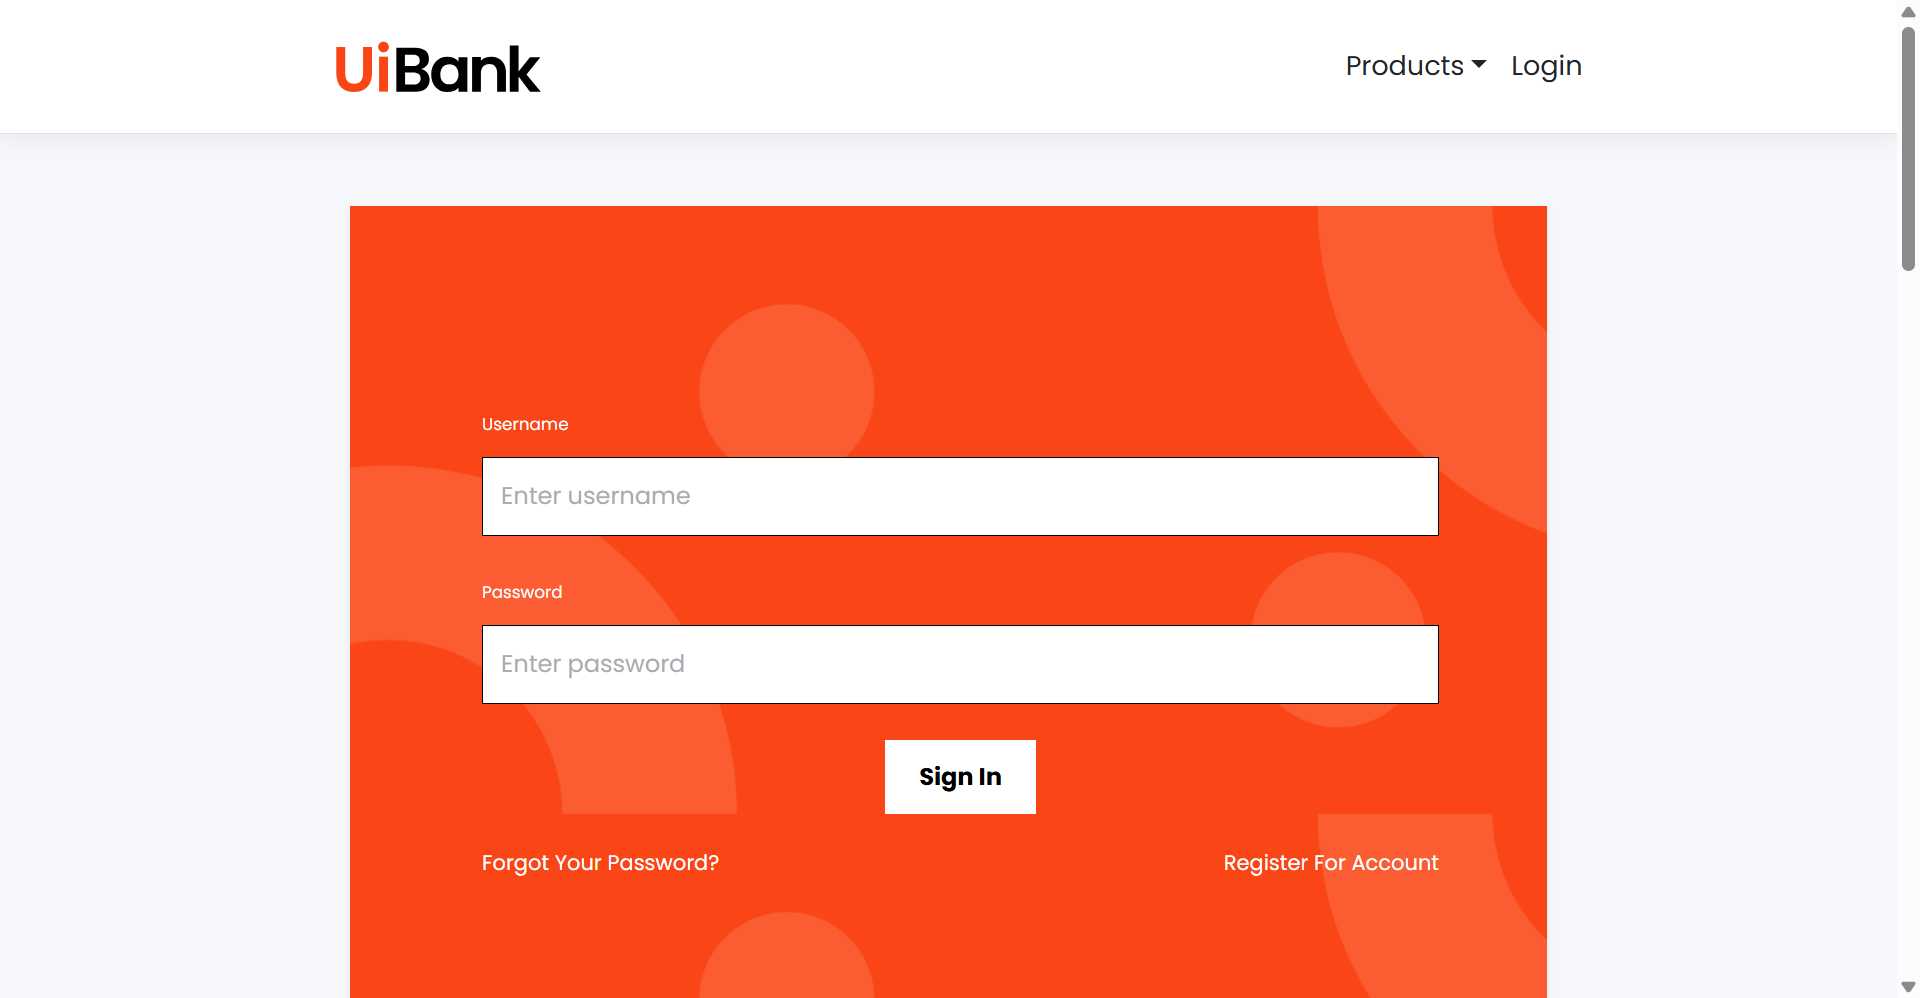 UiBank
Products Login
Username
Enter username
Password
Enter password
Sign In
Forgot Your Password? Register For Account